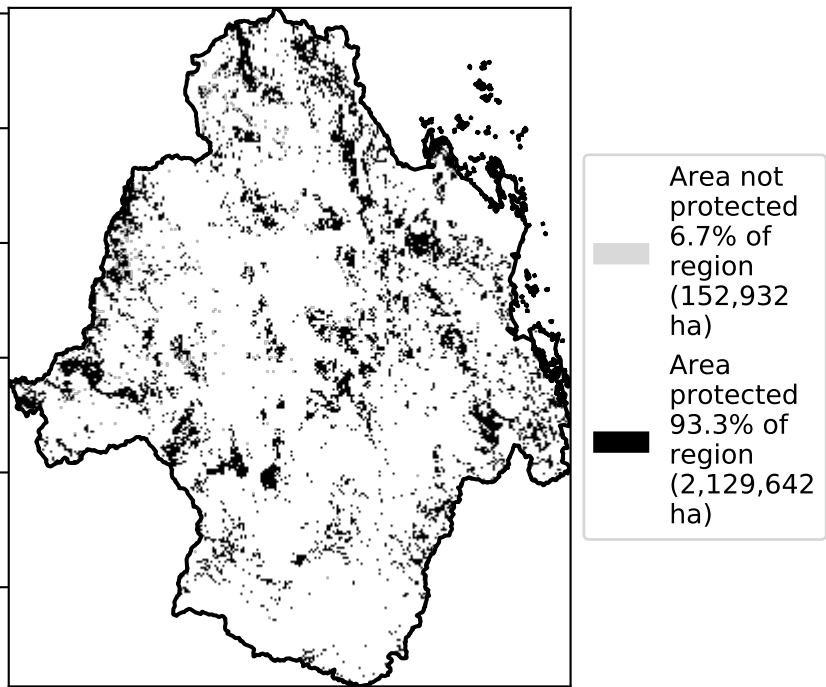 Area not
protected
6.7% of
region
(152,932
ha)
Area
protected
93.3% of
region
(2,129,642
ha)